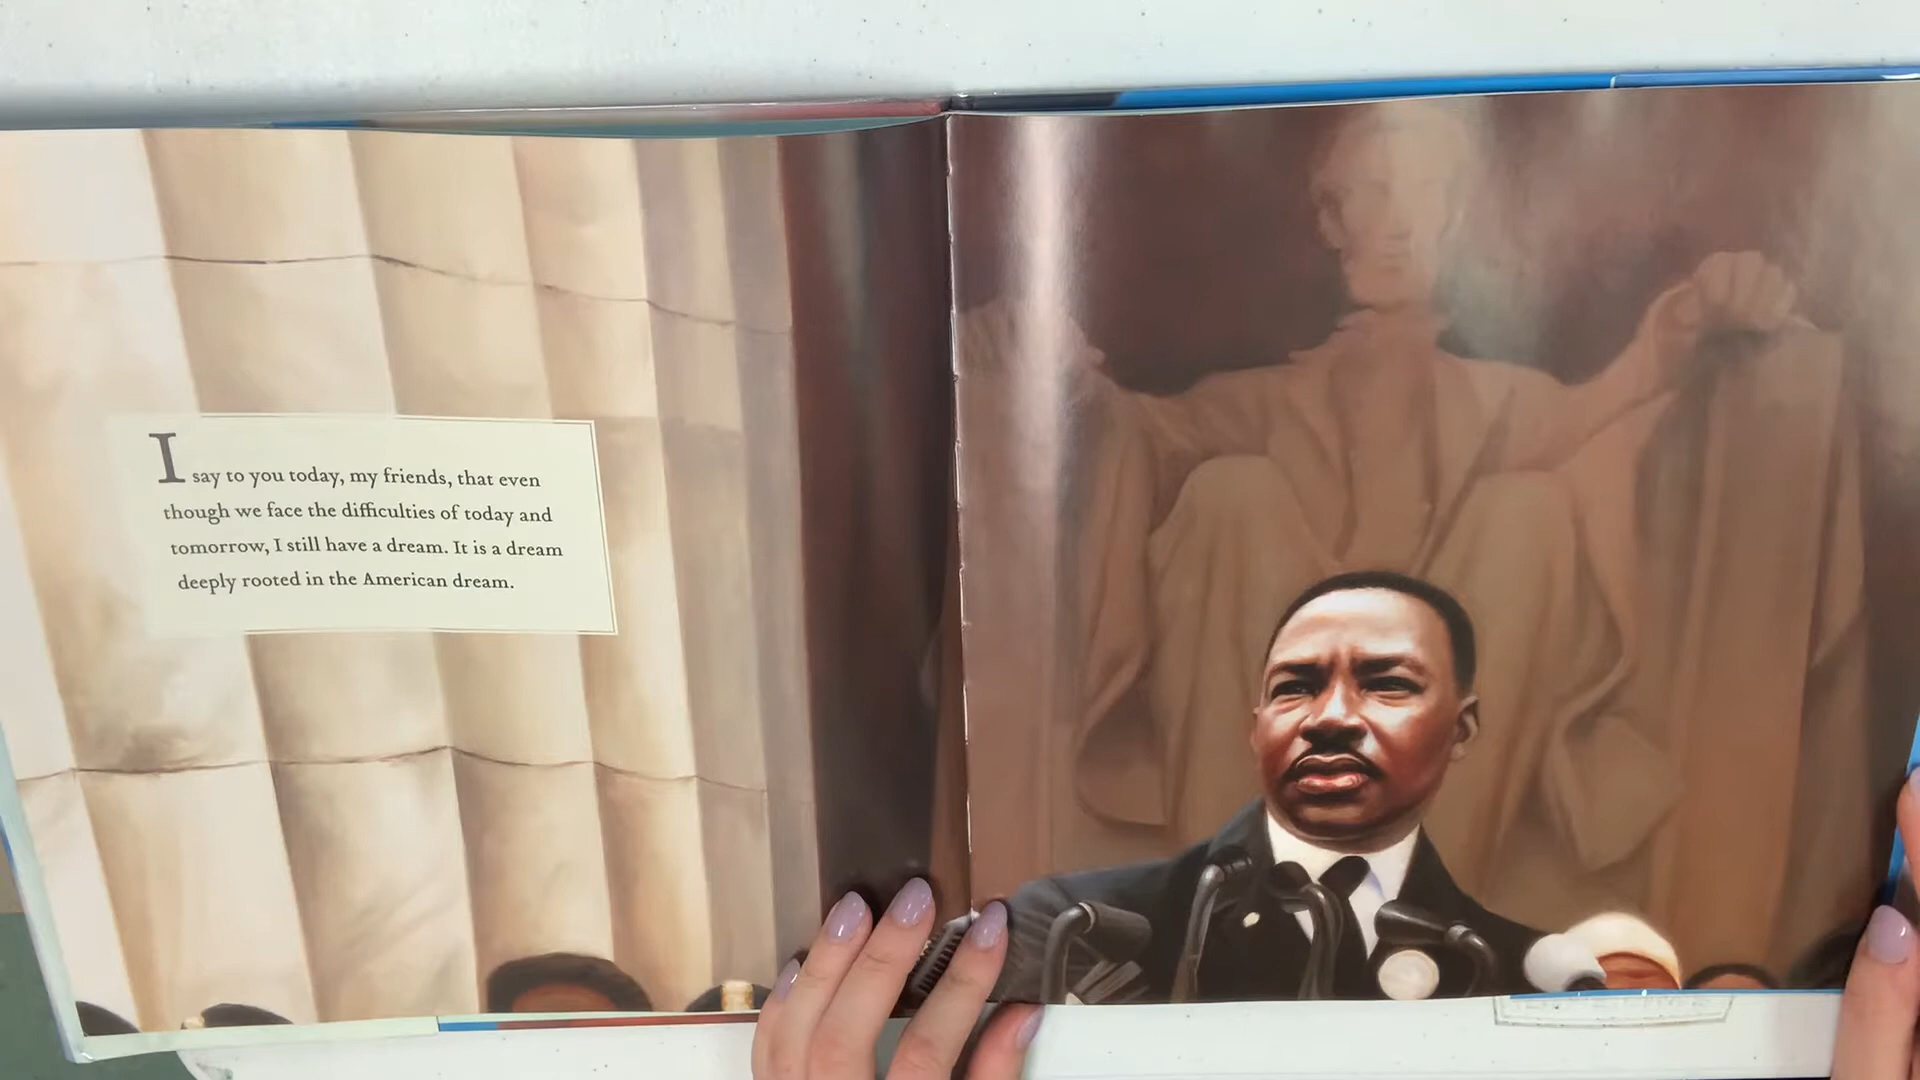 I say to you today, my friends, that even
though we face the difficulties of today and
tomorrow, I still have a dream. It is a dream
deeply rooted in the American dream.